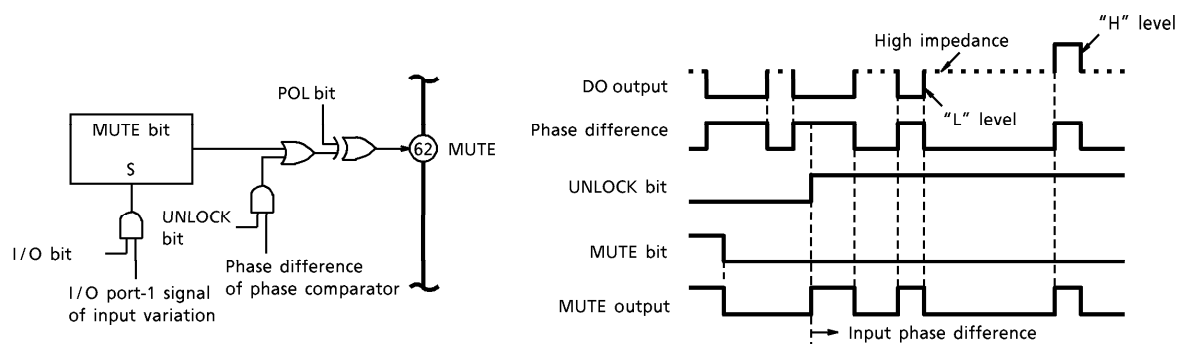 POL bit
MUTE bit
S
62
MUTE
UNLOCK
bit
I/O bit
Phase difference
of phase comparator
I/O port-1 signal
of input variation
"H" level
High impedance
DO output
"L" level
Phase difference
UNLOCK bit
MUTE bit
MUTE output
Input phase difference